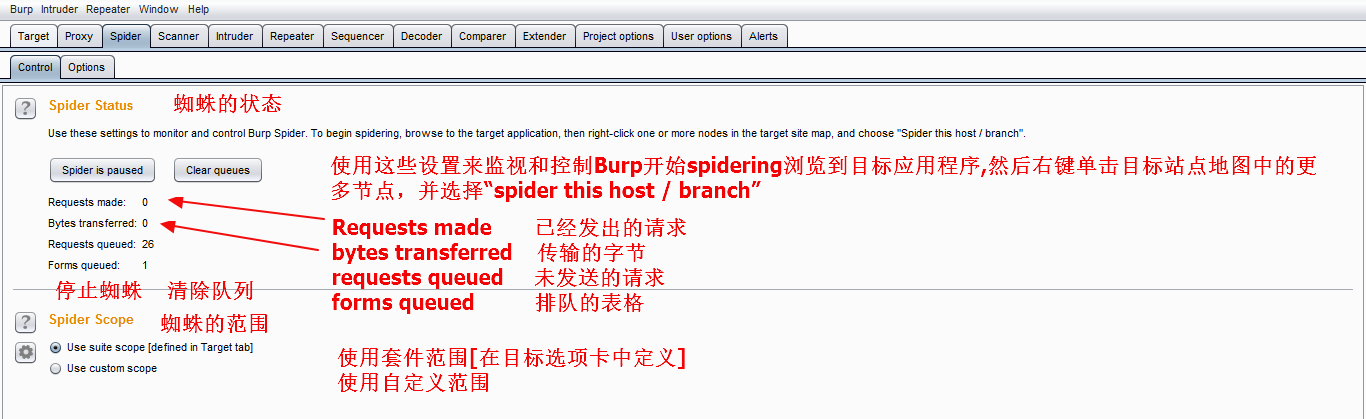 Burp Intruder Repeater Window Help
Target Proxy Spider Scanner Intruder Repeater Sequencer Decoder Comparer Extender Project options User options Alerts
Control Options
? Spider Status 蜘蛛的状态
Use these settings to monitor and control Burp Spider. To begin spidering, browse to the target application, then right-click one or more nodes in the target site map, and choose "Spider this host / branch".
Spider is paused Clear queues
使用这些设置来监视和控制Burp开始spidering浏览到目标应用程序,然后右键单击目标站点地图中的更
多节点，并选择“spider this host / branch”
Requests made: 0
Bytes transferred: 0
Requests queued: 26
Forms queued: 1
Requests made 已经发出的请求
bytes transferred 传输的字节
requests queued 未发送的请求
forms queued 排队的表格
停止蜘蛛 清除队列
? Spider Scope 蜘蛛的范围
Use suite scope [defined in Target tab]
Use custom scope
使用套件范围[在目标选项卡中定义]
使用自定义范围